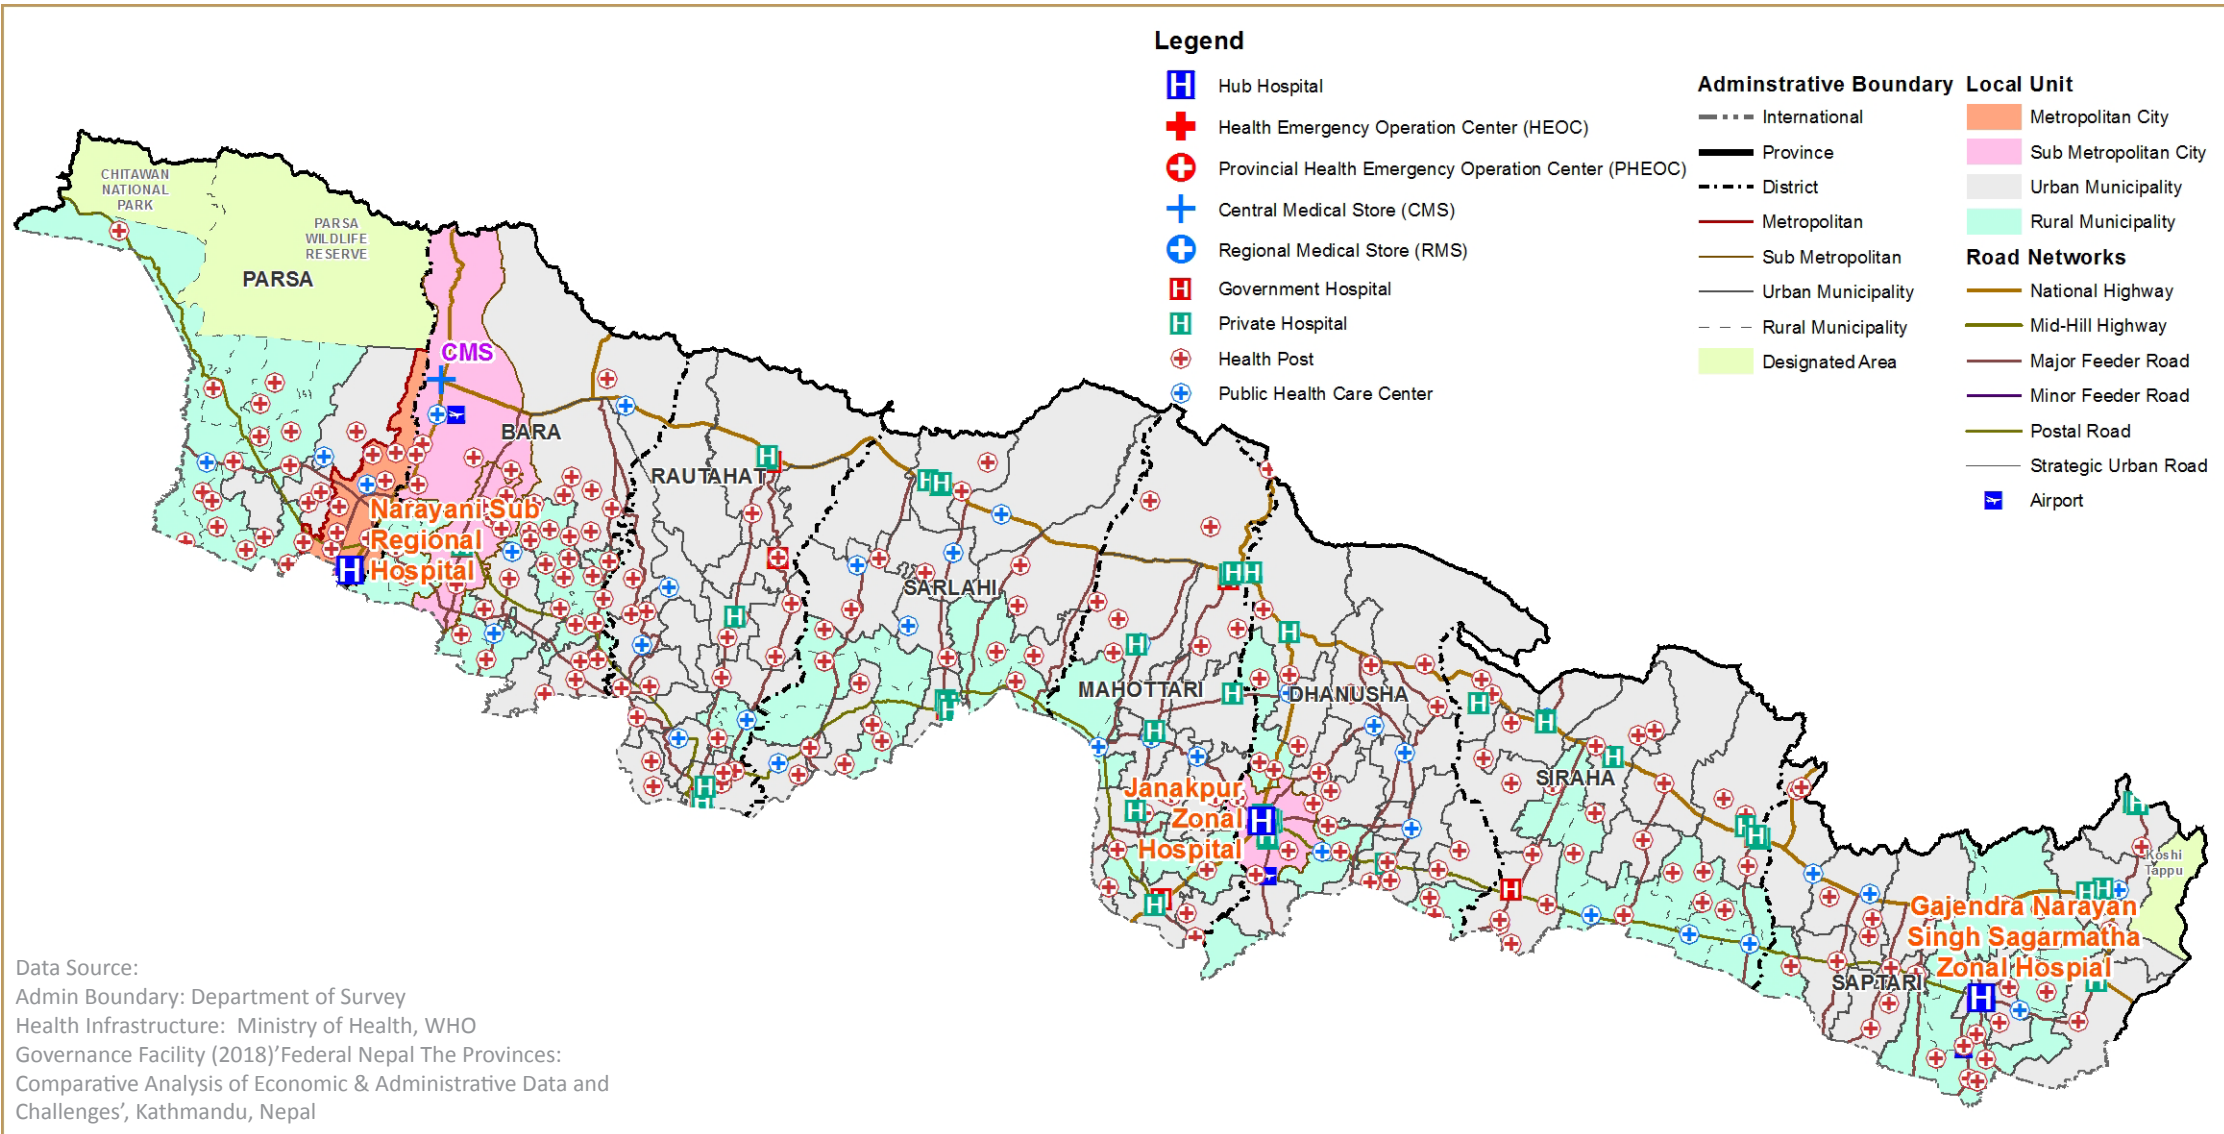 Legend
Hub Hospital
Health Emergency Operation Center (HEOC)
Provincial Health Emergency Operation Center (PHEOC)
Central Medical Store (CMS)
Regional Medical Store (RMS)
Government Hospital
Private Hospital
Health Post
Public Health Care Center
Adminstrative Boundary
International
Province
District
Metropolitan
Sub Metropolitan
Urban Municipality
Rural Municipality
Designated Area
Local Unit
Metropolitan City
Sub Metropolitan City
Urban Municipality
Rural Municipality
Road Networks
National Highway
Mid-Hill Highway
Major Feeder Road
Minor Feeder Road
Postal Road
Strategic Urban Road
Airport
CHITAWAN
NATIONAL
PARK
PARSA
WILDLIFE
RESERVE
PARSA
CMS
BARA
RAUTAHAT
Narayani Sub
Regional
Hospital
SARLAHI
MAHOTTARI
DHANUSHA
Janakpur
Zonal
Hospital
SIRAHA
Koshi
Tappu
Gajendra Narayan
Singh Sagarmatha
Zonal Hospial
SAPTARI
Data Source:
Admin Boundary: Department of Survey
Health Infrastructure: Ministry of Health, WHO
Governance Facility (2018)’Federal Nepal The Provinces:
Comparative Analysis of Economic & Administrative Data and
Challenges’, Kathmandu, Nepal